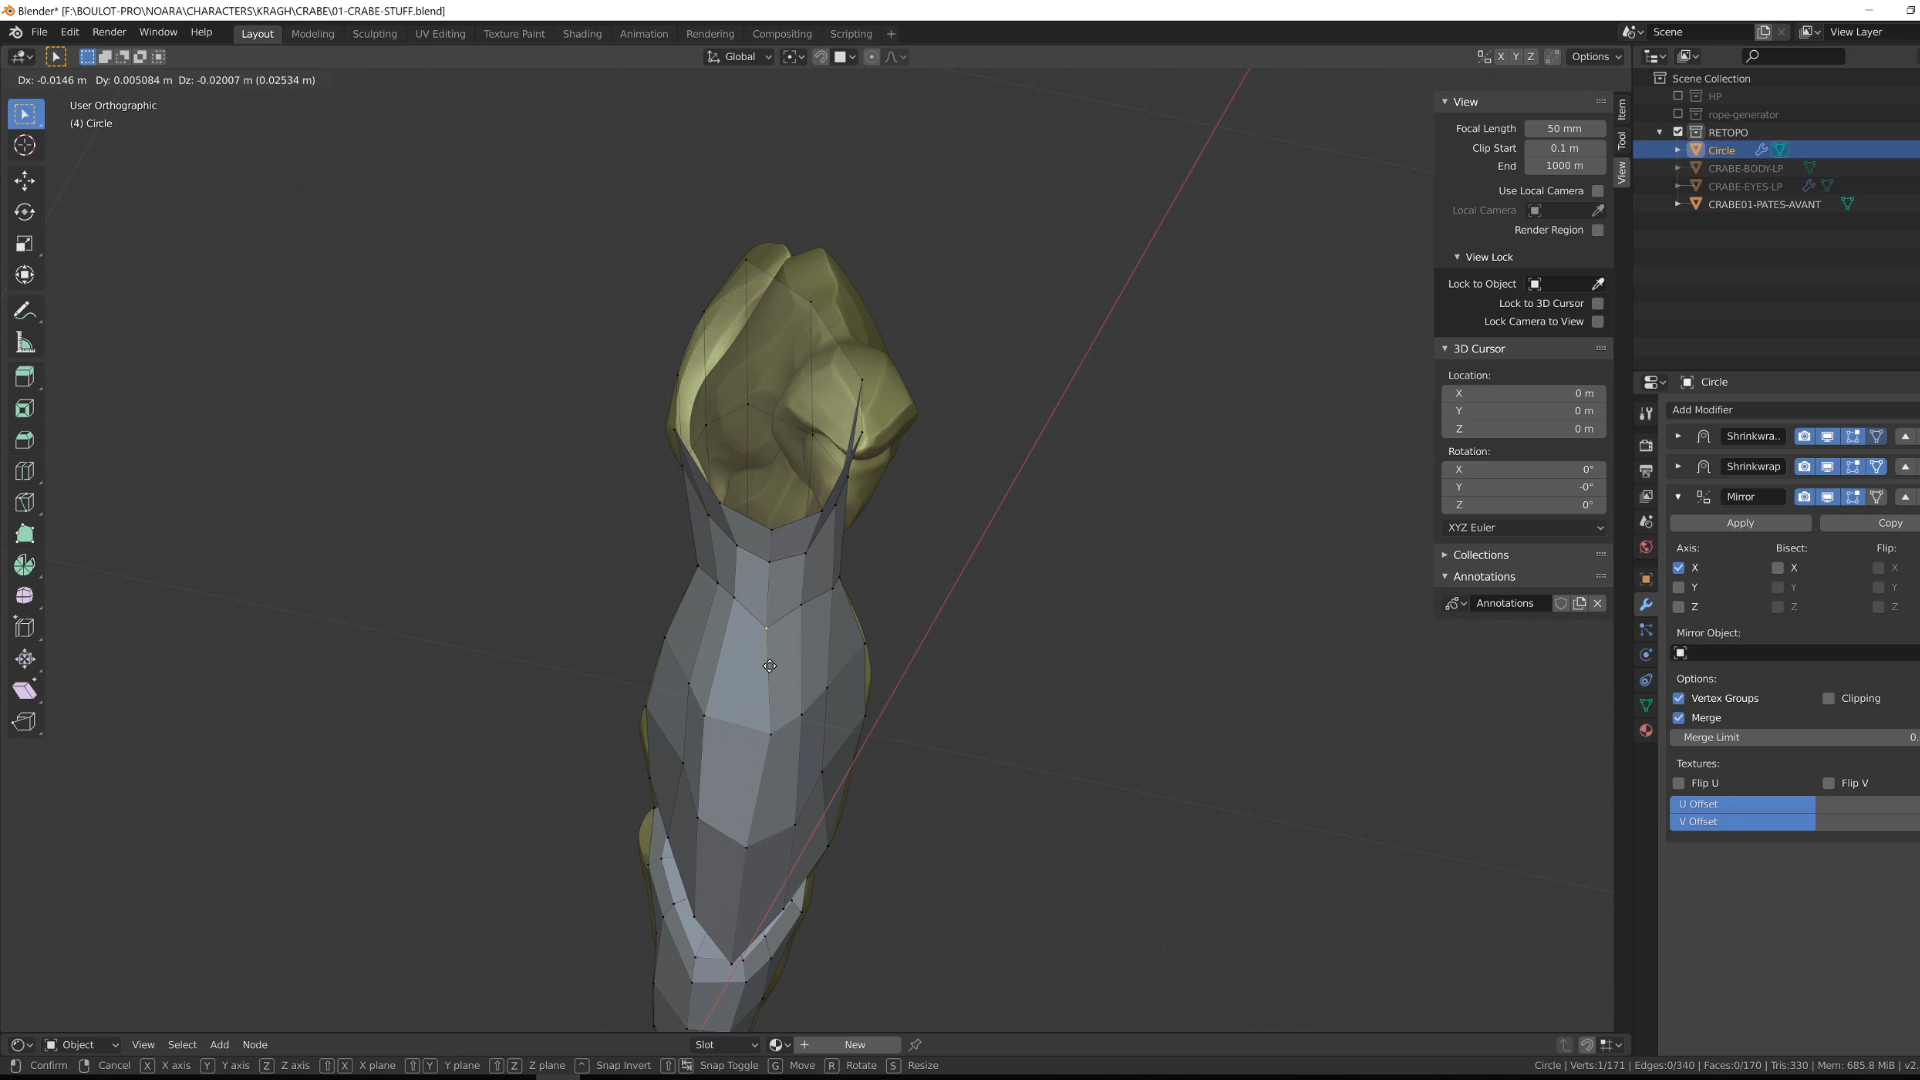 Blender* [F:\BOULOT-PRO\NOARA\CHARACTERS\KRAGH\CRABE\01-CRABE-STUFF.blend]
File Edit Render Window Help Layout Modeling Sculpting UV Editing Texture Paint Shading Animation Rendering Compositing Scripting + Scene View Layer
Global X Y Z Options
Dx: -0.0146 m Dy: 0.005084 m Dz: -0.02007 m (0.02534 m)
User Orthographic
(4) Circle
View
Focal Length 50 mm
Clip Start 0.1 m
End 1000 m
Use Local Camera
Local Camera
Render Region
View Lock
Lock to Object
Lock to 3D Cursor
Lock Camera to View
3D Cursor
Location:
X 0 m
Y 0 m
Z 0 m
Rotation:
X 0°
Y -0°
Z 0°
XYZ Euler
Collections
Annotations
Annotations
Item
Tool
View
Scene Collection
HP
rope-generator
RETOPO
Circle
CRABE-BODY-LP
CRABE-EYES-LP
CRABE01-PATES-AVANT
Circle
Add Modifier
Shrinkwra..
Shrinkwrap
Mirror
Apply Copy
Axis: Bisect: Flip:
X X X
Y Y Y
Z Z Z
Mirror Object:
Options:
Vertex Groups Clipping
Merge
Merge Limit 0.
Textures:
Flip U Flip V
U Offset
V Offset
Object View Select Add Node Slot + New
Confirm Cancel X X axis Y Y axis Z Z axis X X plane Y Y plane Z Z plane Snap Invert Snap Toggle G Move R Rotate S Resize Circle | Verts:1/171 | Edges:0/340 | Faces:0/170 | Tris:330 | Mem: 685.8 MiB | v2.